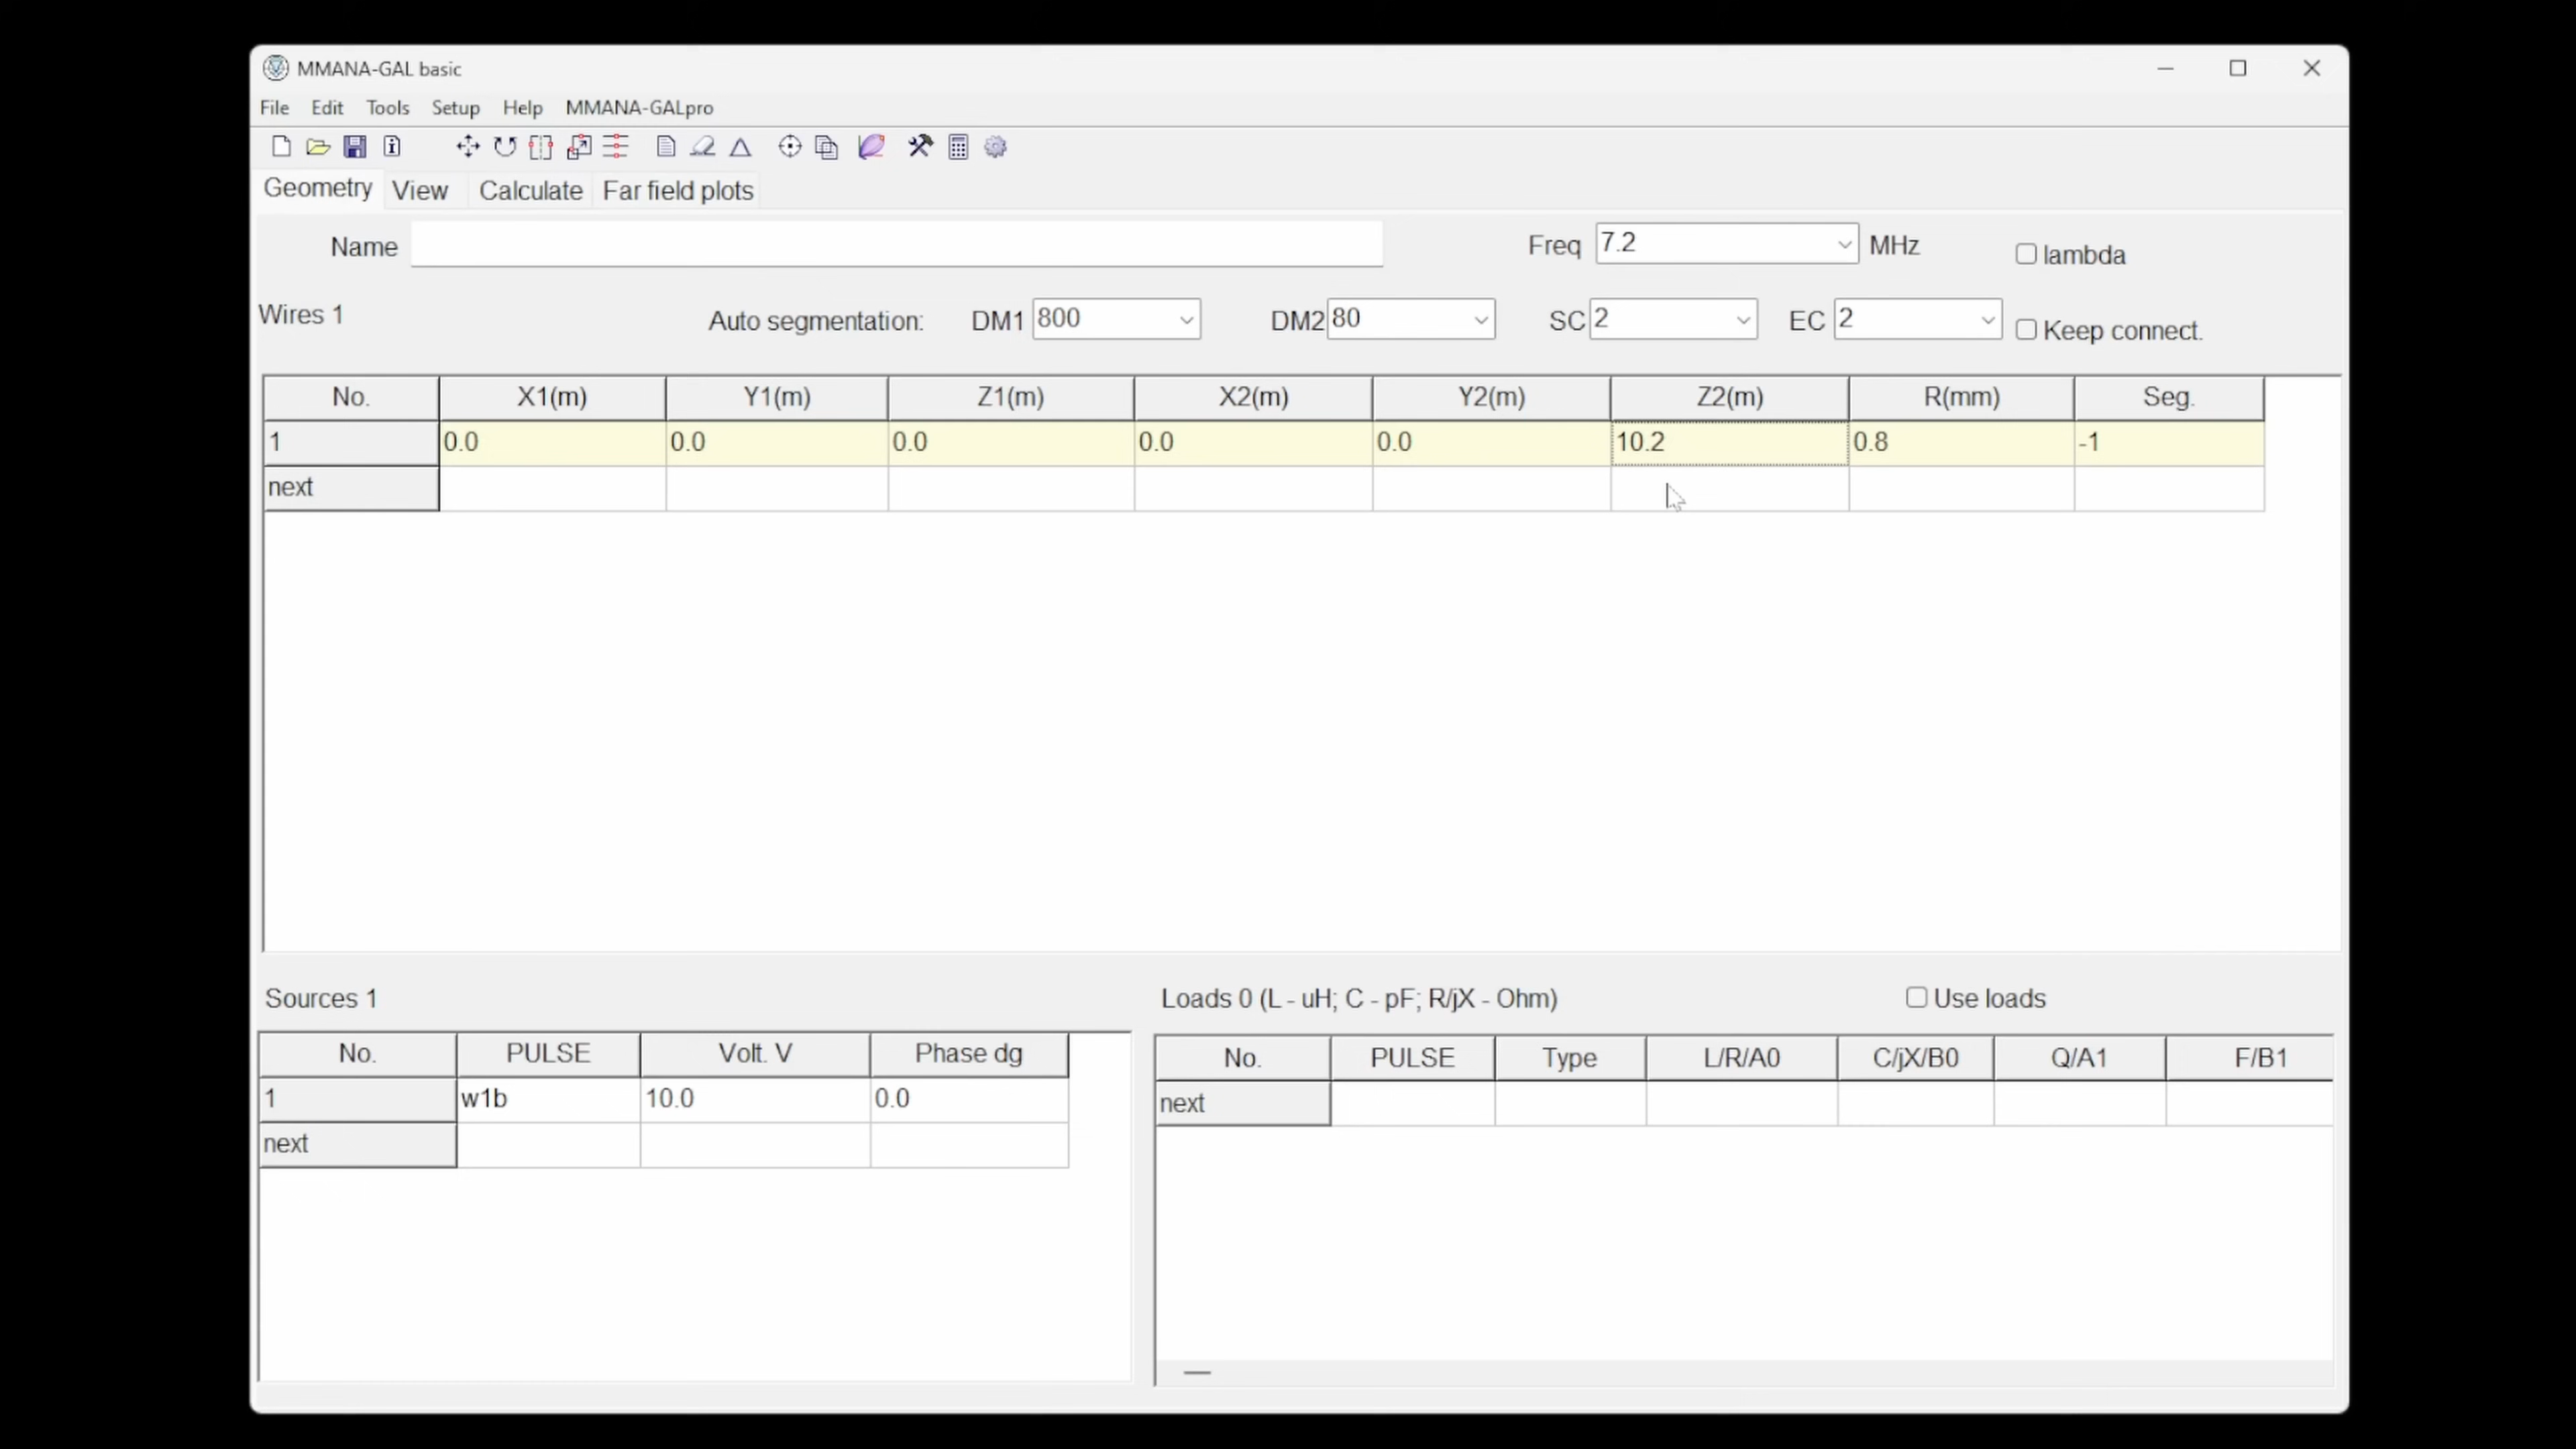 MMANA-GAL basic
File Edit Tools Setup Help MMANA-GALpro
Geometry View Calculate Far field plots
Name Freq 7.2 MHz lambda
Wires 1 Auto segmentation: DM1 800 DM2 80 SC 2 EC 2 Keep connect.
No. X1(m) Y1(m) Z1(m) X2(m) Y2(m) Z2(m) R(mm) Seg.
1 0.0 0.0 0.0 0.0 0.0 10.2 0.8 -1
next
Sources 1
No. PULSE Volt. V Phase dg
1 w1b 10.0 0.0
next
Loads 0 (L - uH; C - pF; R/jX - Ohm) Use loads
No. PULSE Type L/R/A0 C/jX/B0 Q/A1 F/B1
next